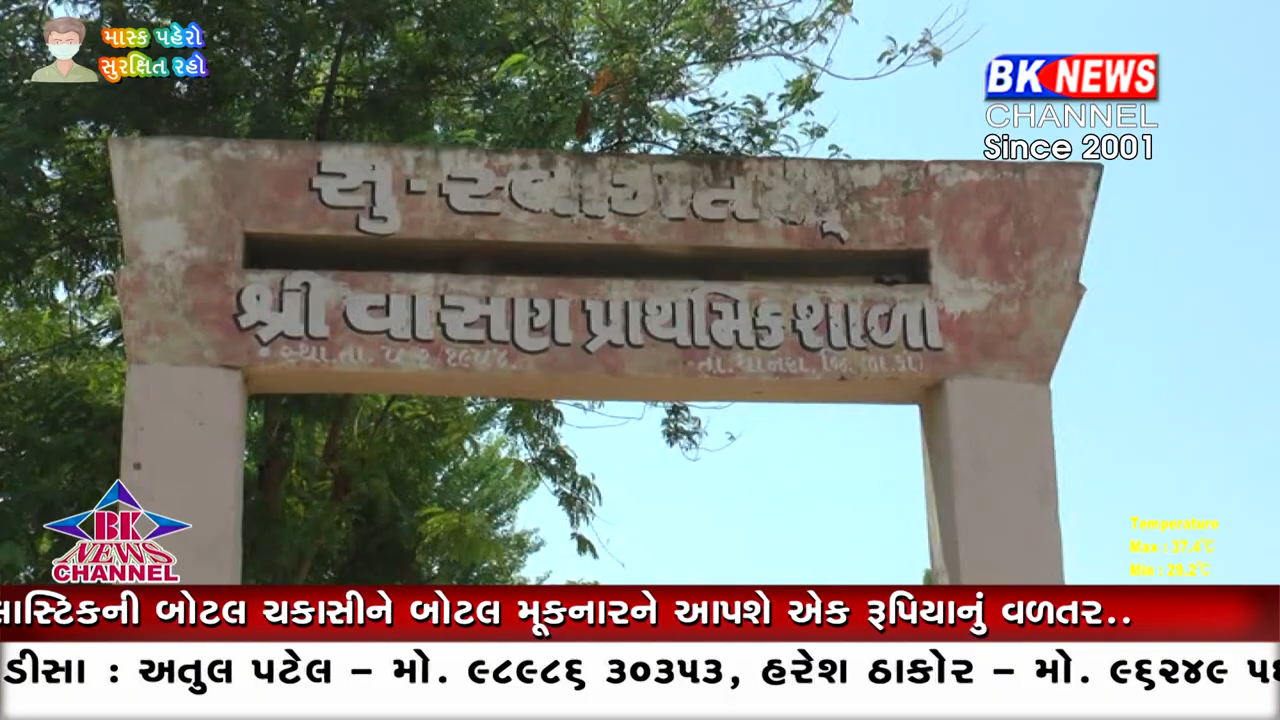 માસ્ક પહેરો
સુરક્ષિત રહો
BK NEWS
CHANNEL
Since 2001
સુ-સ્વાગતમ્
શ્રી વાસણ પ્રાથમિક શાળા
સ્થા.તા.
તા. ધાનેરા, જિ. (બ.કાં)
BK
NEWS
CHANNEL
Temperature
Max : 37.4℃
Min : 29.2℃
લાસ્ટિકની બોટલ ચકાસીને બોટલ મૂકનારને આપશે એક રૂપિયાનું વળતર..
ડીસા : અતુલ પટેલ – મો. ૯૮૯૮૬ ૩૦૩૫૩, હરેશ ઠાકોર – મો. ૯૬૨૪૯